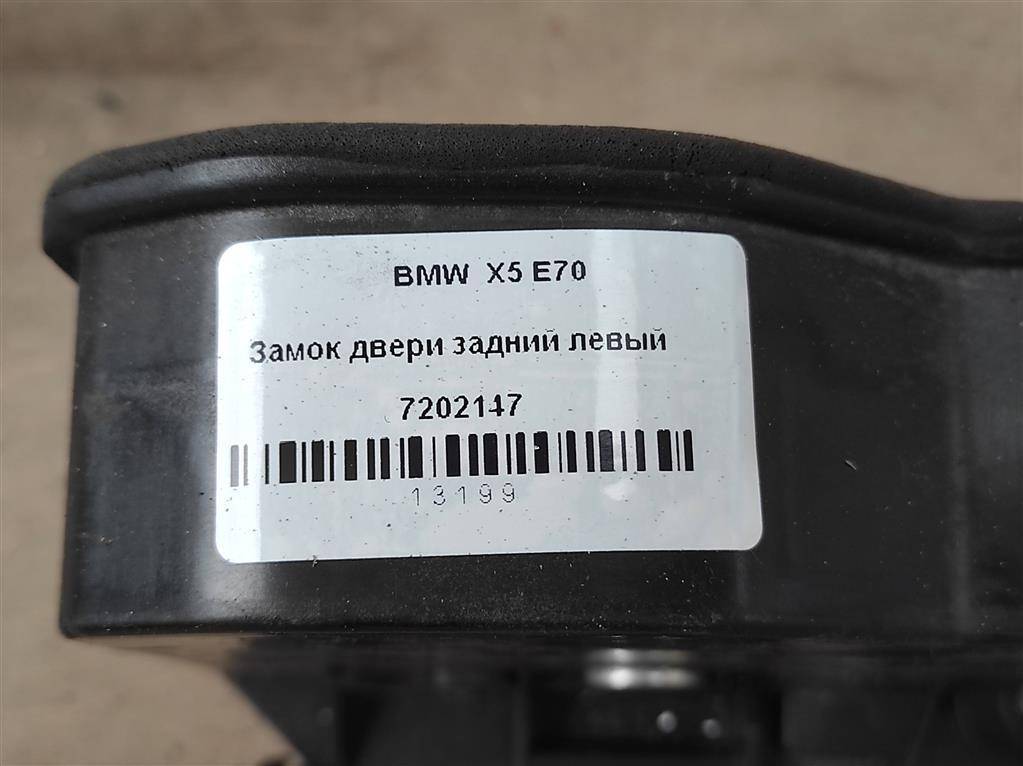 BMW X5 E70
Замок двери задний левый
7202147
13199